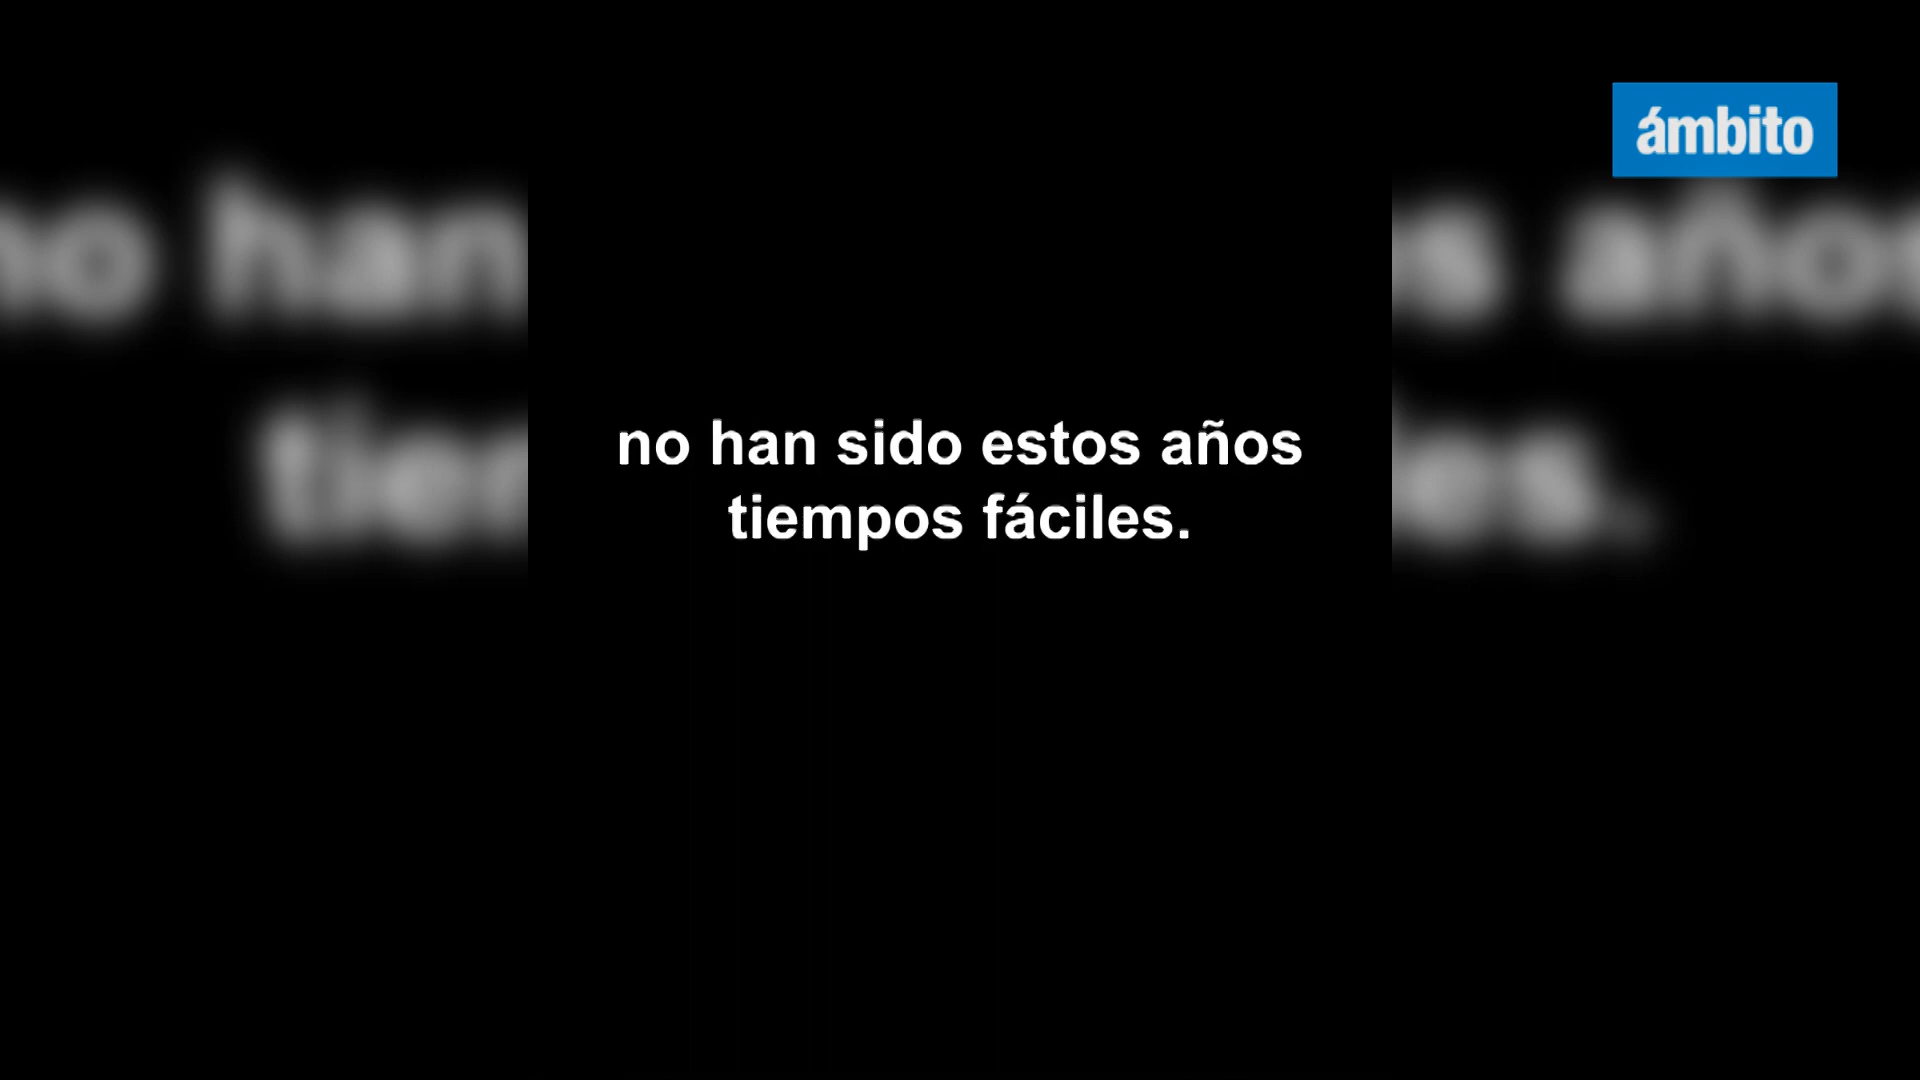 ámbito
no han sido estos años
tiempos fáciles.